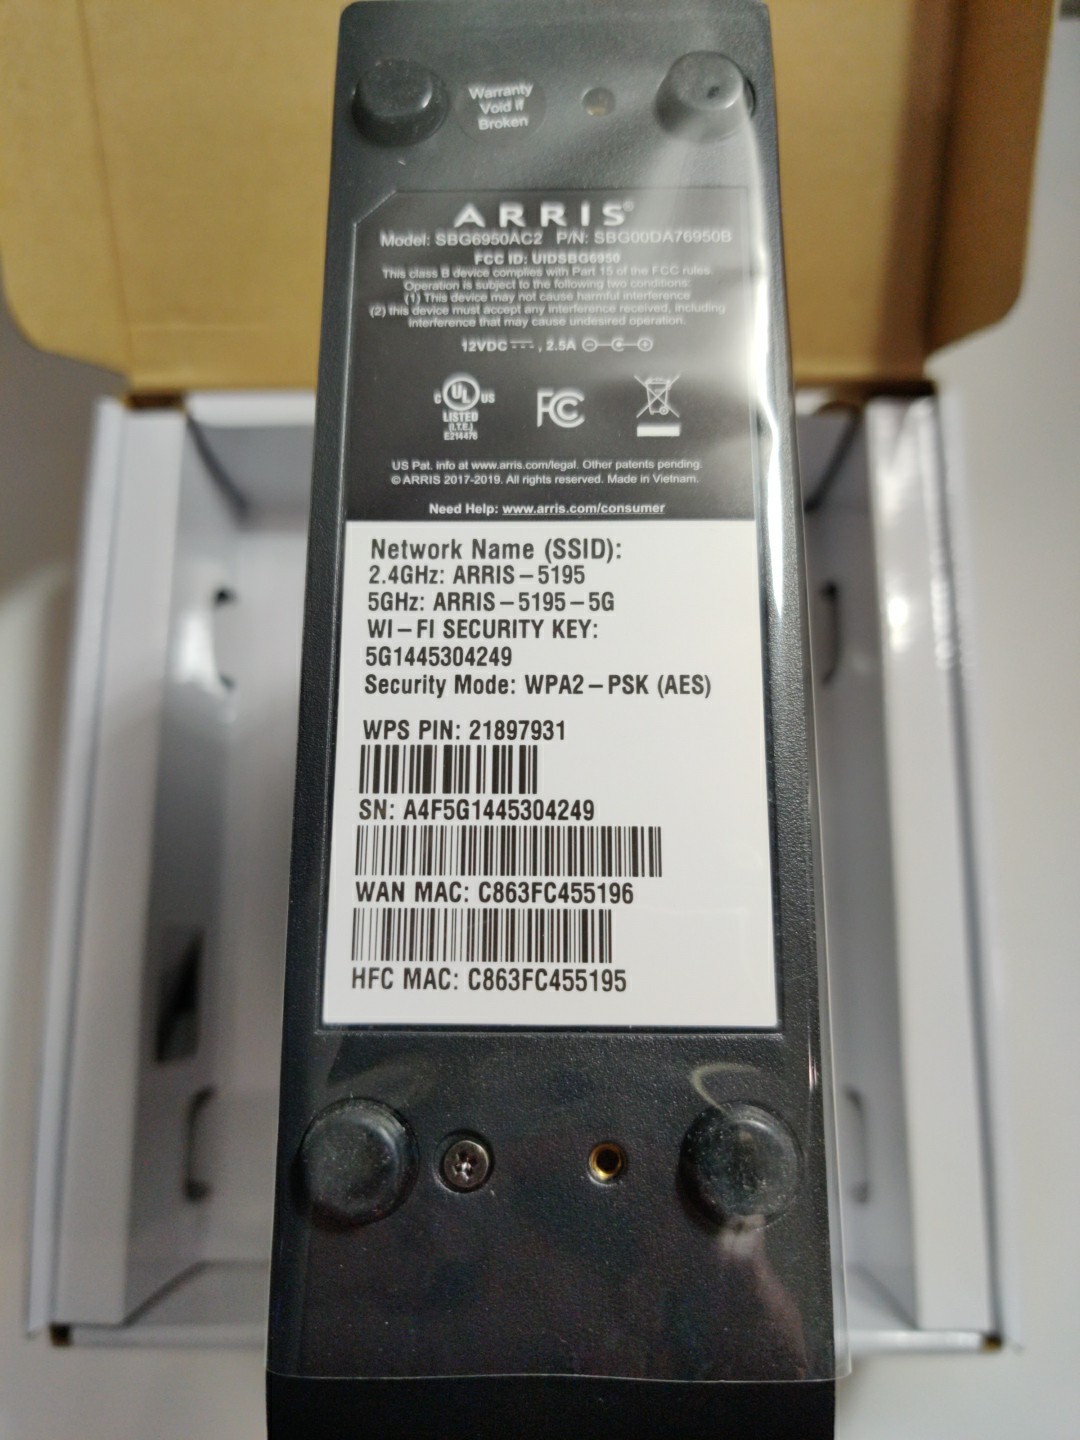 Warranty
Void if
Broken
ARRIS®
Model: SBG6950AC2 P/N: SBG00DA76950B
FCC ID: UIDSBG6950
This class B device complies with Part 15 of the FCC rules.
Operation is subject to the following two conditions:
(1) This device may not cause harmful interference
(2) this device must accept any interference received, including
interference that may cause undesired operation.
12VDC ⎓, 2.5A
C UL US
LISTED
(I.T.E.)
E214476
FC
US Pat. info at www.arris.com/legal. Other patents pending.
© ARRIS 2017-2019. All rights reserved. Made in Vietnam.
Need Help: www.arris.com/consumer
Network Name (SSID):
2.4GHz: ARRIS–5195
5GHz: ARRIS–5195–5G
WI–FI SECURITY KEY:
5G1445304249
Security Mode: WPA2–PSK (AES)
WPS PIN: 21897931
SN: A4F5G1445304249
WAN MAC: C863FC455196
HFC MAC: C863FC455195